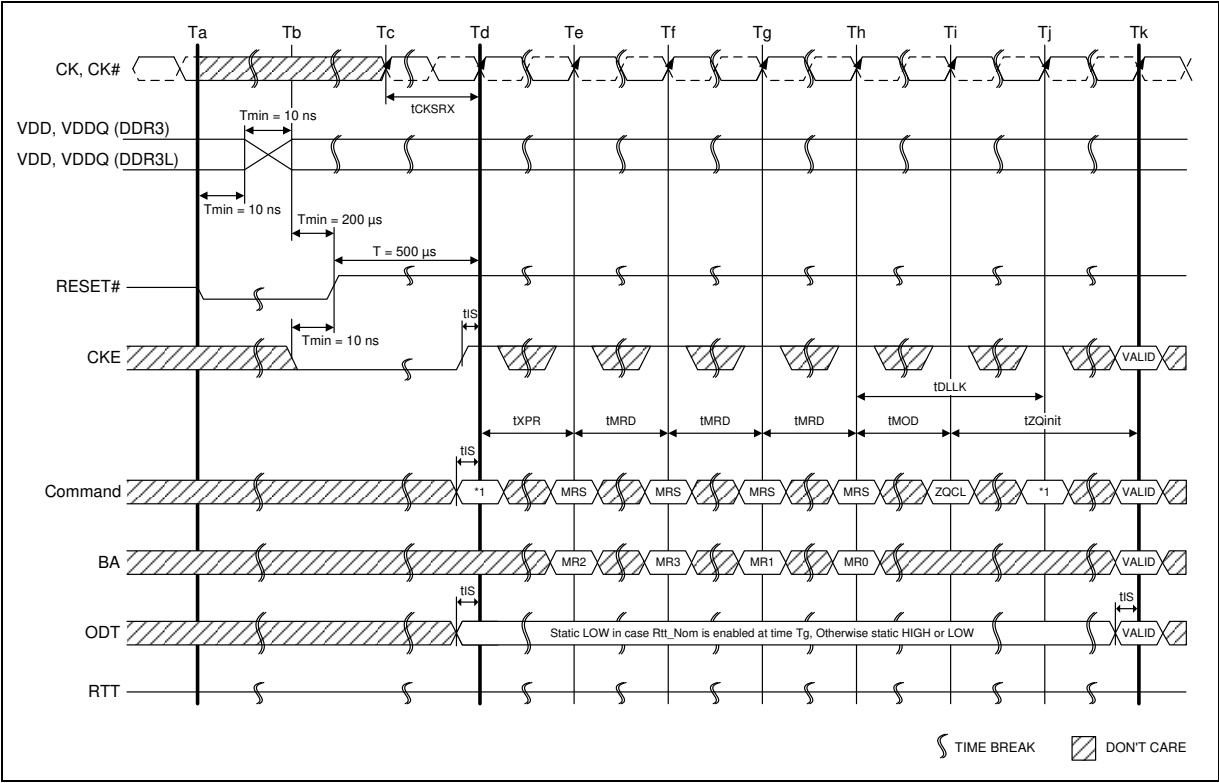 Ta Tb Tc Td Te Tf Tg Th Ti Tj Tk
CK, CK#
tCKSRX
Tmin = 10 ns
VDD, VDDQ (DDR3)
VDD, VDDQ (DDR3L)
Tmin = 10 ns
Tmin = 200 μs
T = 500 μs
RESET#
tIS
Tmin = 10 ns
CKE
VALID
tDLLK
tXPR tMRD tMRD tMRD tMOD tZQinit
tIS
Command *1 MRS MRS MRS MRS ZQCL *1 VALID
BA MR2 MR3 MR1 MR0 VALID
tIS tIS
ODT Static LOW in case Rtt_Nom is enabled at time Tg, Otherwise static HIGH or LOW VALID
RTT
TIME BREAK DON'T CARE